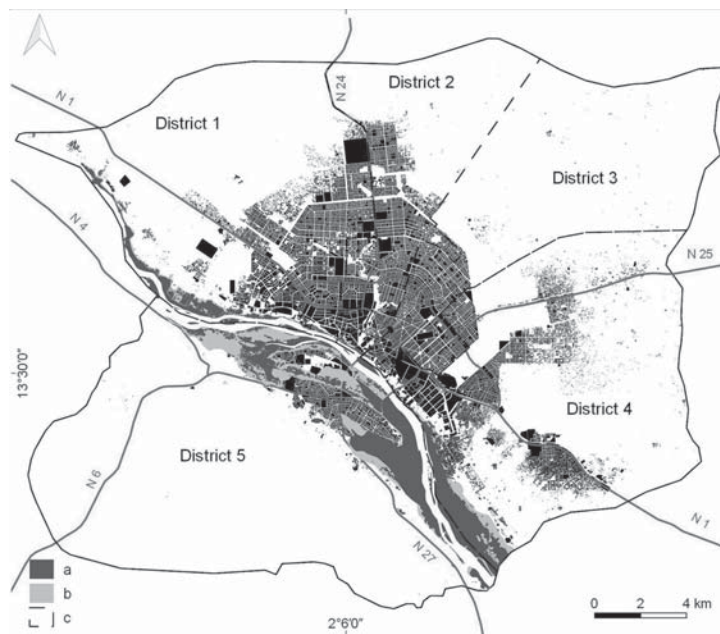 N 24
District 2
N 1
District 1
District 3
N 4
N 25
13°30'0"
District 4
District 5
N 6
N 1
N 27
a
b
c
0 2 4 km
2°6'0"